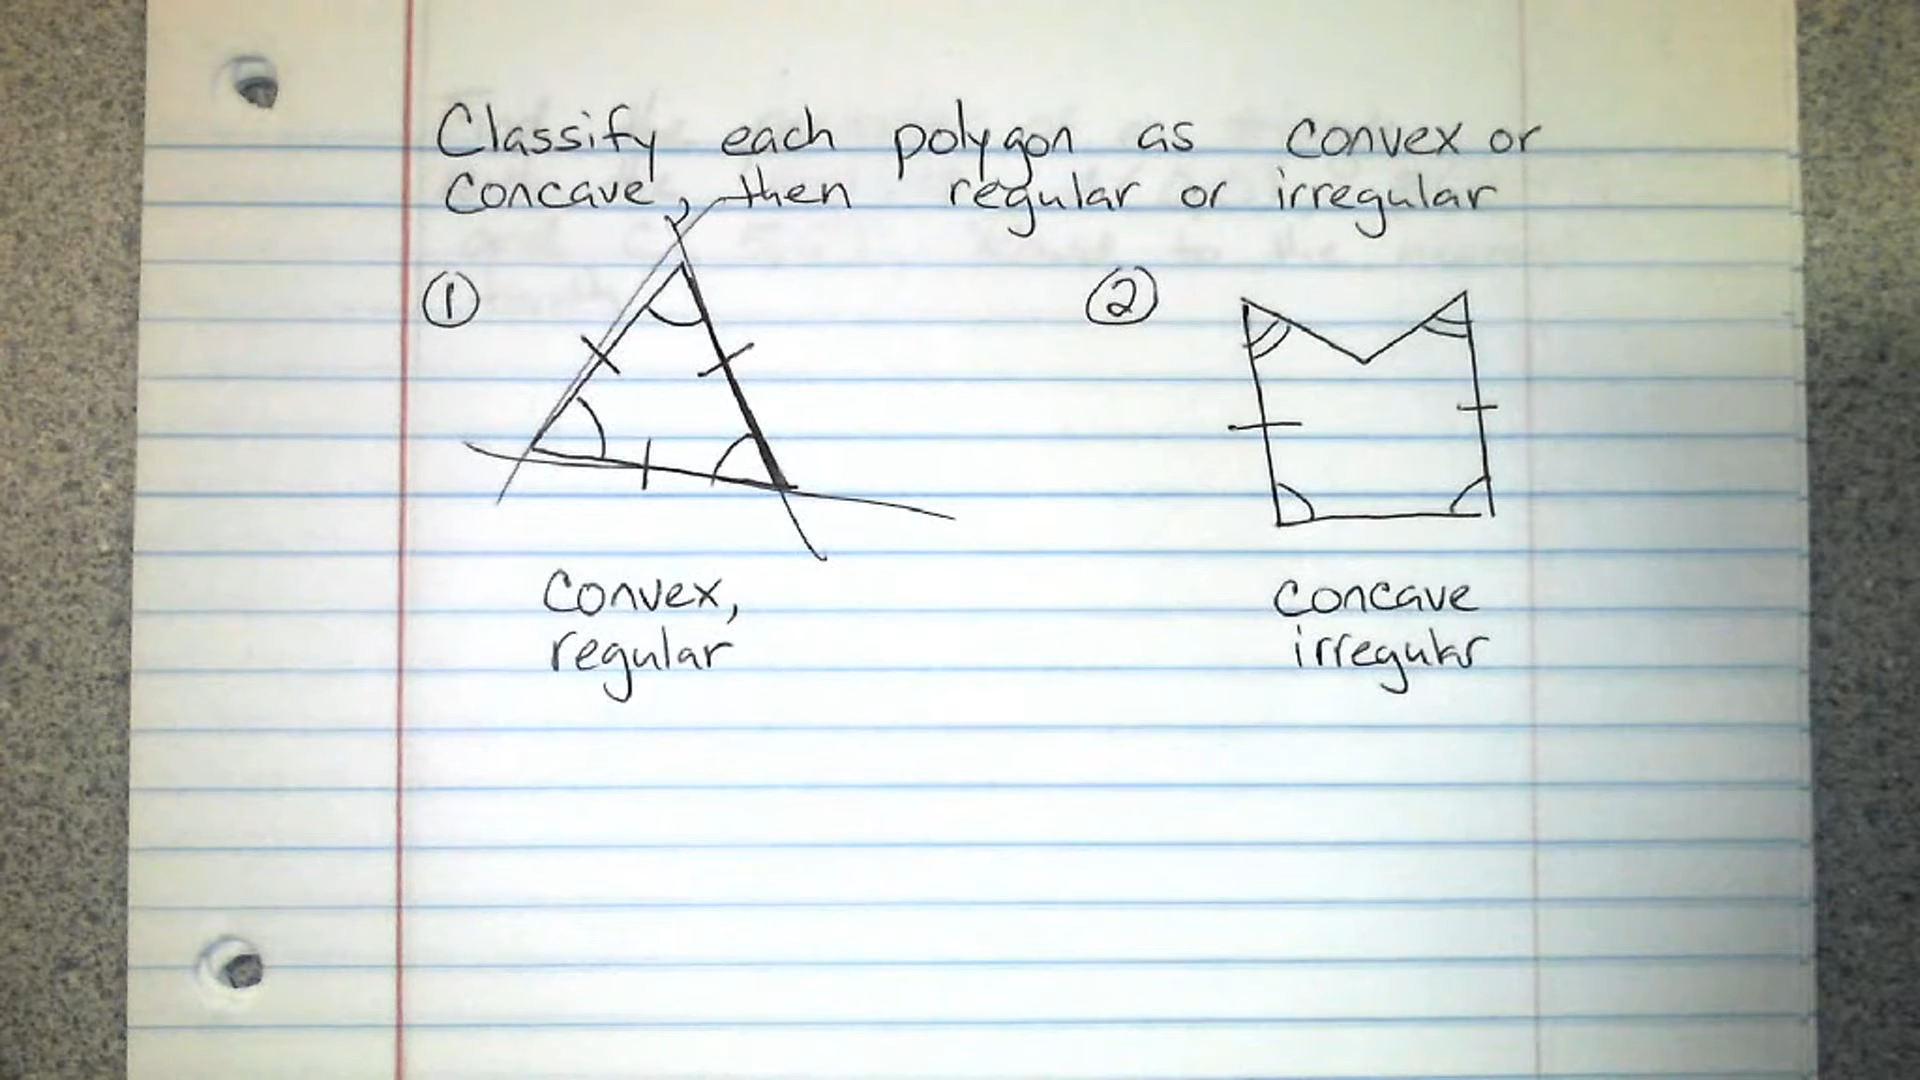 Classify each polygon as convex or
concave, then regular or irregular
①
②
Convex,
regular
Concave
irregular